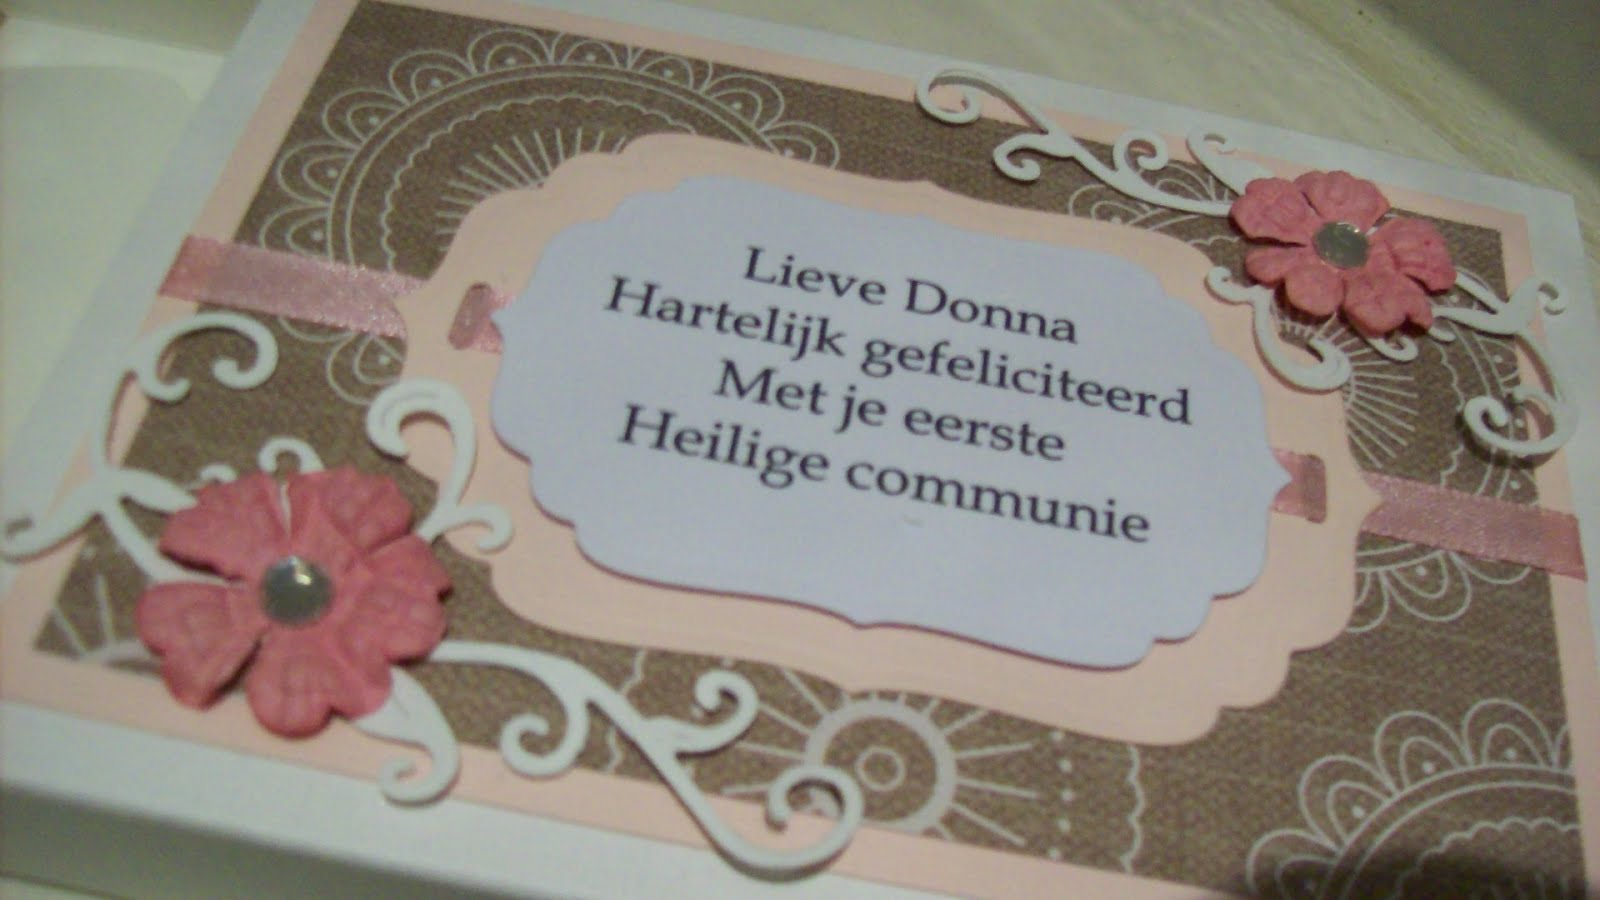 Lieve Donna
Hartelijk gefeliciteerd
Met je eerste
Heilige communie